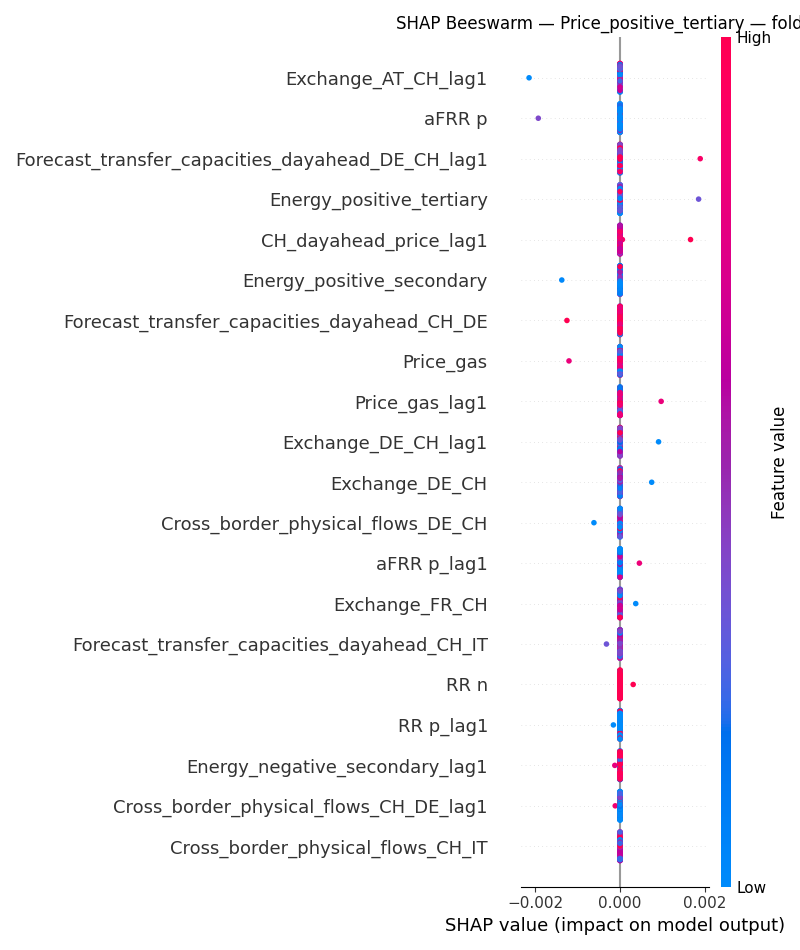 SHAP Beeswarm — Price_positive_tertiary — fold
High
Exchange_AT_CH_lag1
aFRR p
Forecast_transfer_capacities_dayahead_DE_CH_lag1
Energy_positive_tertiary
CH_dayahead_price_lag1
Energy_positive_secondary
Forecast_transfer_capacities_dayahead_CH_DE
Price_gas
Price_gas_lag1
Exchange_DE_CH_lag1
Exchange_DE_CH
Cross_border_physical_flows_DE_CH
aFRR p_lag1
Exchange_FR_CH
Forecast_transfer_capacities_dayahead_CH_IT
RR n
RR p_lag1
Energy_negative_secondary_lag1
Cross_border_physical_flows_CH_DE_lag1
Cross_border_physical_flows_CH_IT
Feature value
Low
−0.002 0.000 0.002
SHAP value (impact on model output)